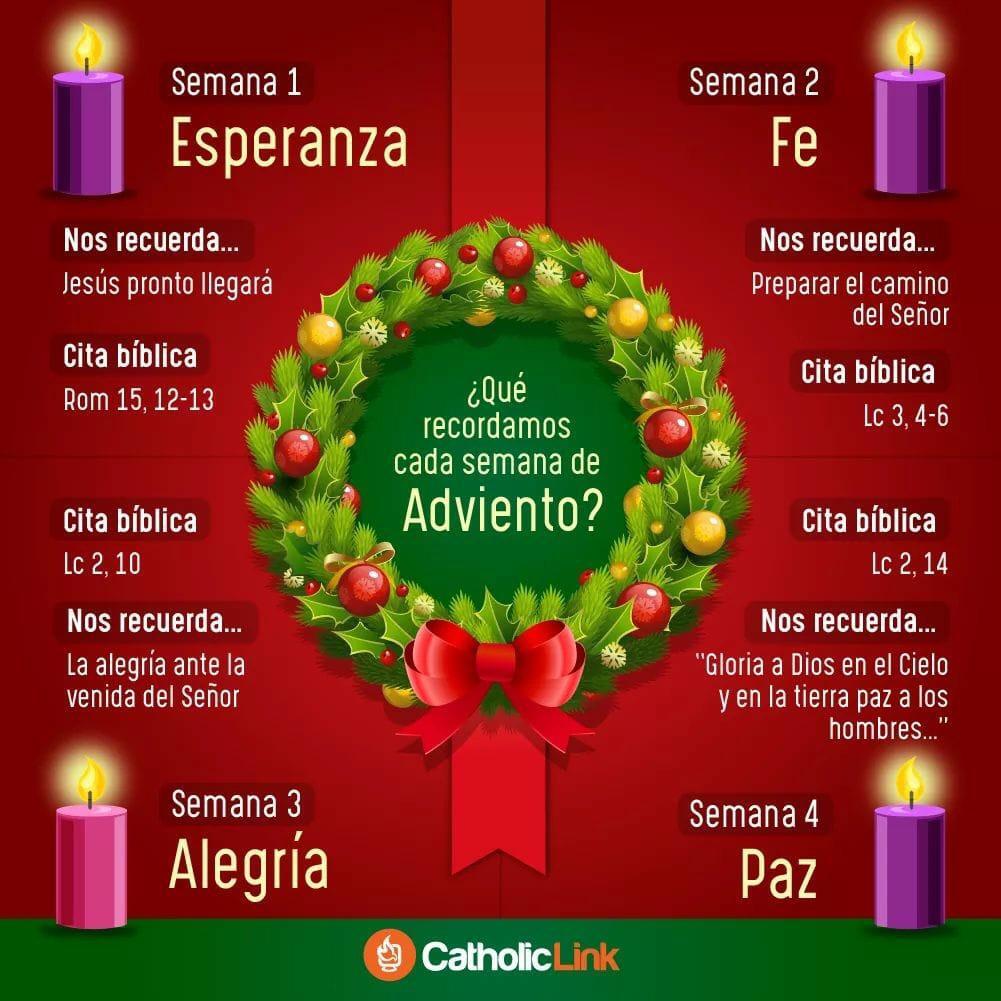 Semana 1
Esperanza
Nos recuerda...
Jesús pronto llegará
Cita bíblica
Rom 15, 12-13
Semana 2
Fe
Nos recuerda...
Preparar el camino
del Señor
Cita bíblica
Lc 3, 4-6
¿Qué
recordamos
cada semana de
Adviento?
Cita bíblica
Lc 2, 10
Nos recuerda...
La alegría ante la
venida del Señor
Semana 3
Alegría
Cita bíblica
Lc 2, 14
Nos recuerda...
"Gloria a Dios en el Cielo
y en la tierra paz a los
hombres..."
Semana 4
Paz
CatholicLink